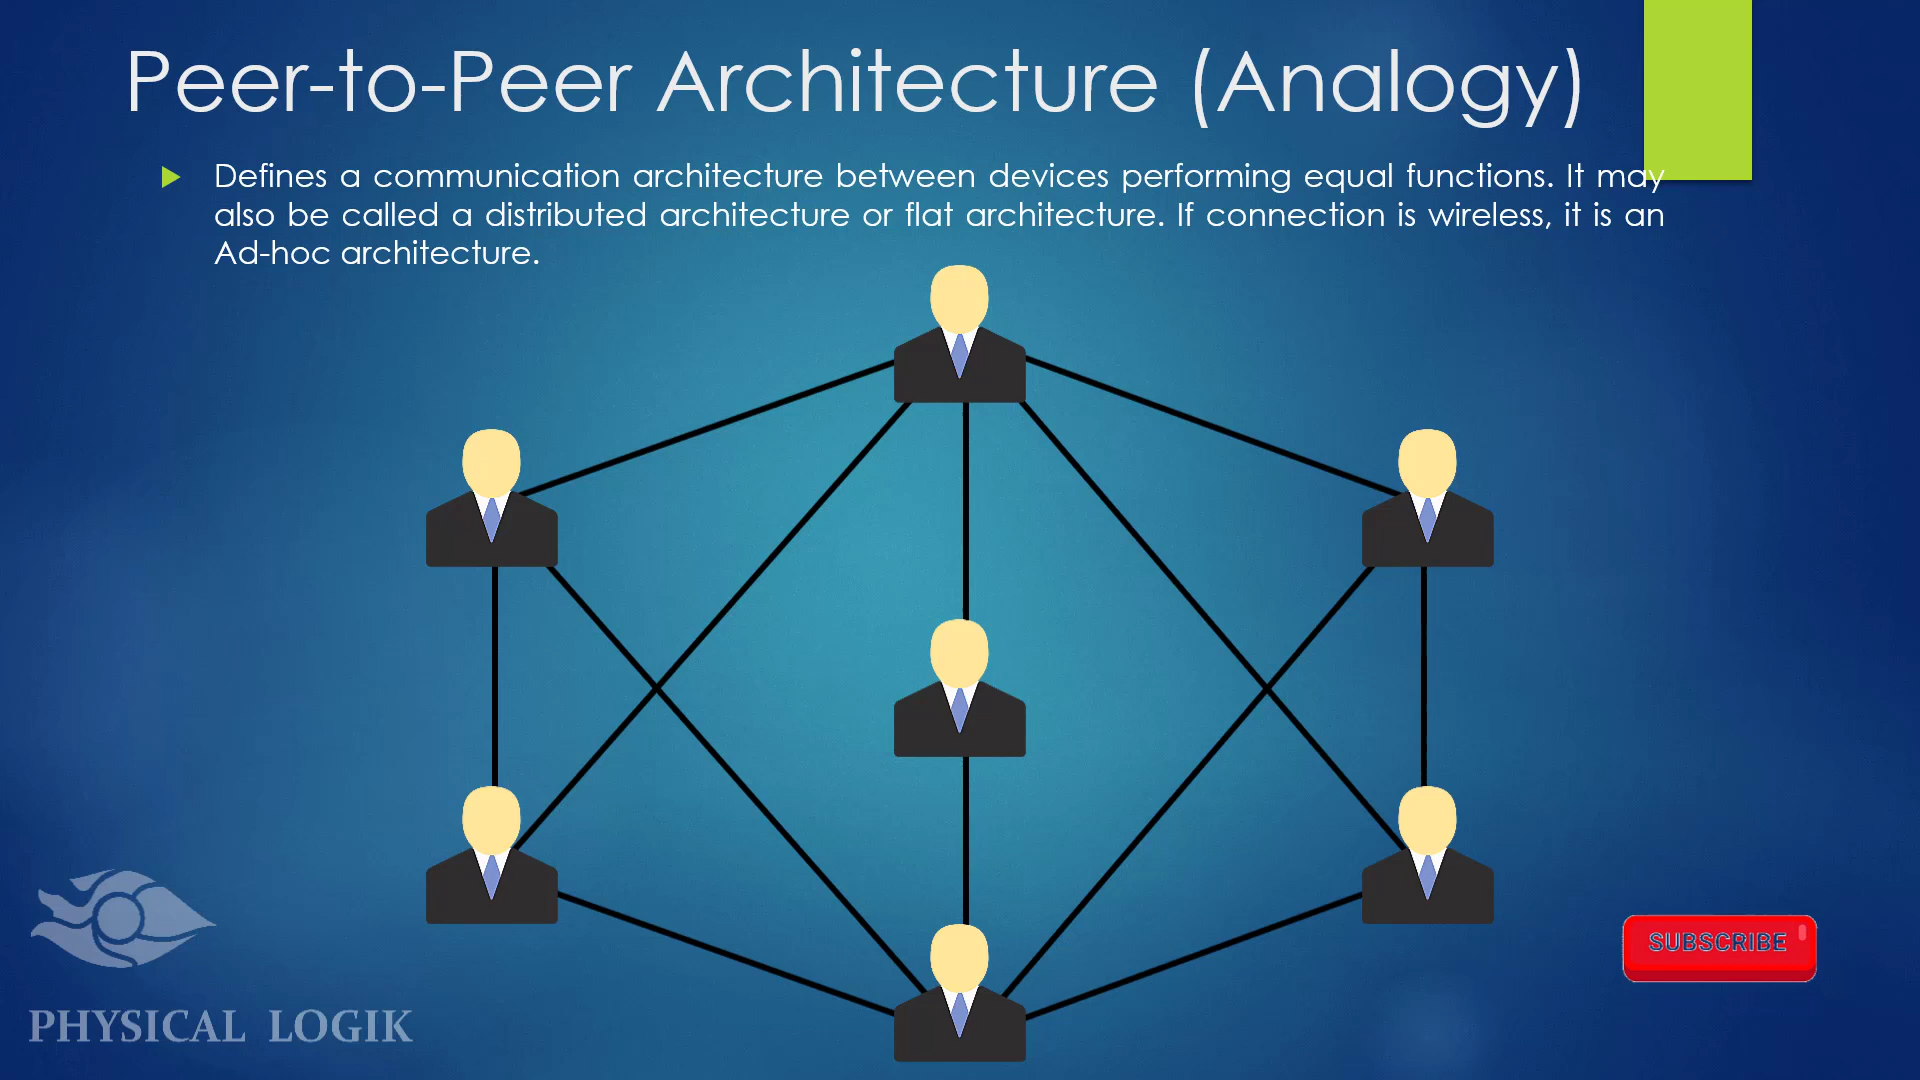 Peer-to-Peer Architecture (Analogy)
Defines a communication architecture between devices performing equal functions. It may
also be called a distributed architecture or flat architecture. If connection is wireless, it is an
Ad-hoc architecture.
SUBSCRIBE
PHYSICAL LOGIK